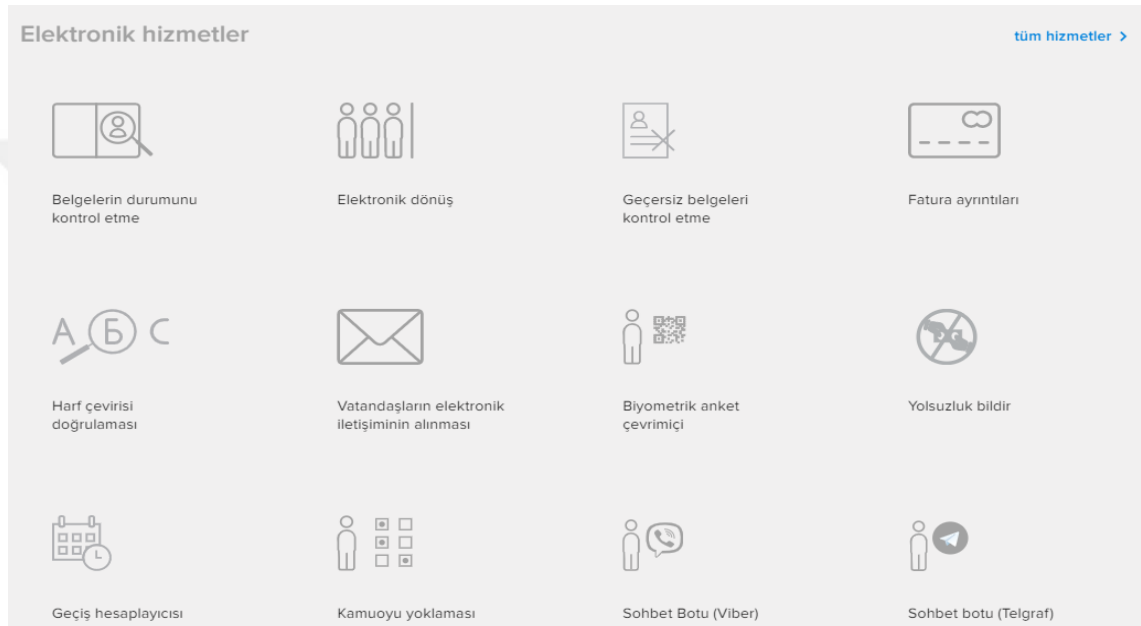 Elektronik hizmetler
tüm hizmetler >
Belgelerin durumunu
kontrol etme
Elektronik dönüş
Geçersiz belgeleri
kontrol etme
Fatura ayrıntıları
А Б С
Harf çevirisi
doğrulaması
Vatandaşların elektronik
iletişiminin alınması
Biyometrik anket
çevrimiçi
Yolsuzluk bildir
Geçiş hesaplayıcısı
Kamuoyu yoklaması
Sohbet Botu (Viber)
Sohbet botu (Telgraf)